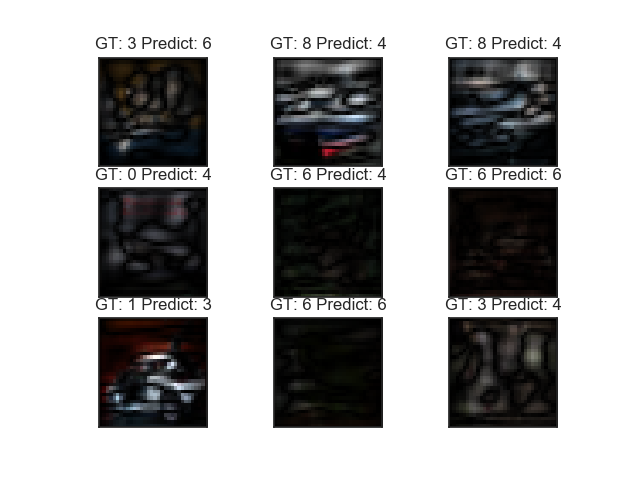 GT: 3 Predict: 6
GT: 8 Predict: 4
GT: 8 Predict: 4
GT: 0 Predict: 4
GT: 6 Predict: 4
GT: 6 Predict: 6
GT: 1 Predict: 3
GT: 6 Predict: 6
GT: 3 Predict: 4